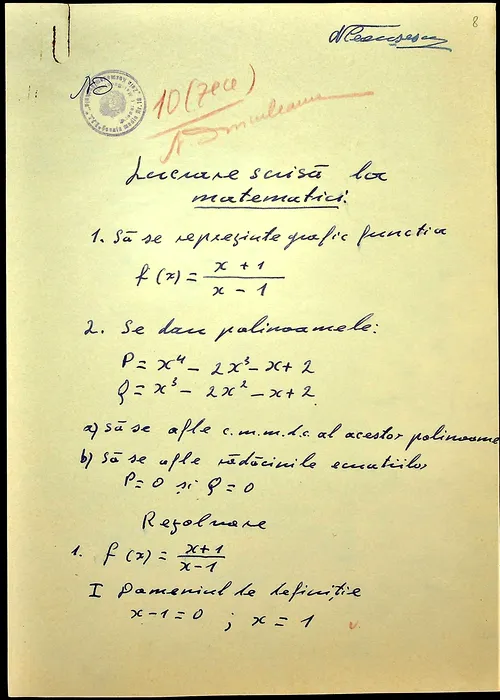 8
N Ceaușescu
10 (zece)
Lucrare scrisă la
matematici:
1. Să se reprezinte grafic funcția
f(x) = x+1 / x-1
2. Se dau polinoamele:
P = x⁴ - 2x³ - x + 2
Q = x³ - 2x² - x + 2
a) să se afle c.m.m.d.c al acestor polinoame
b) să se afle rădăcinile ecuațiilor
P=0 și Q=0
Rezolvare
1. f(x) = x+1 / x-1
I Domeniul de definiție
x-1=0 ; x = 1